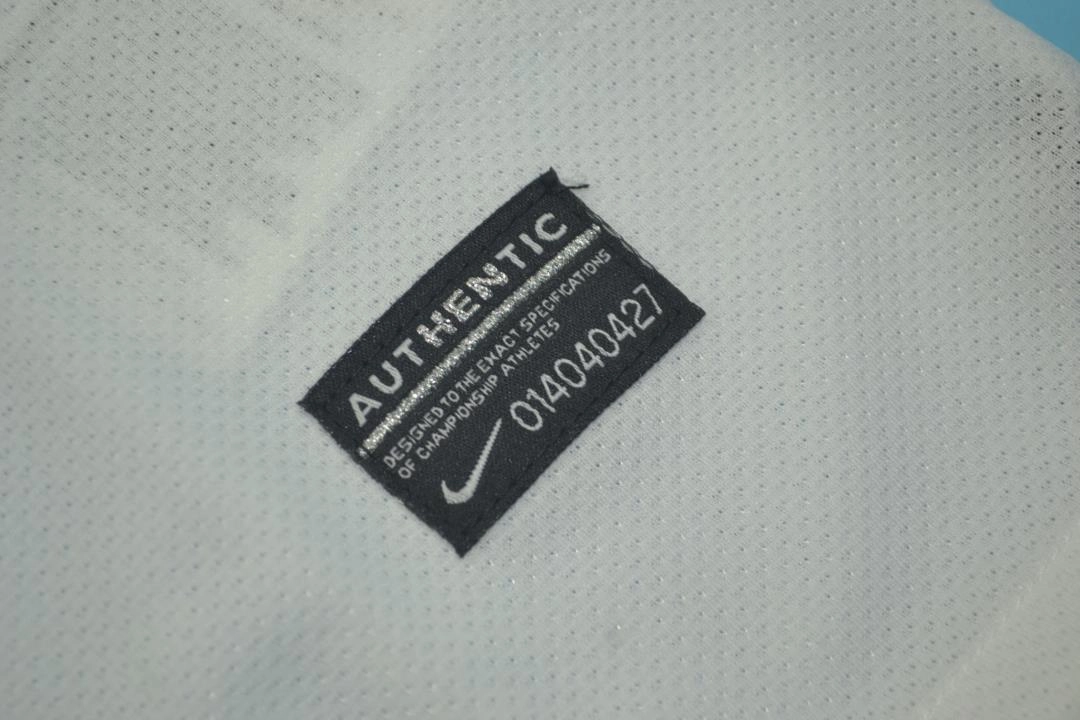 AUTHENTIC
DESIGNED TO THE EXACT SPECIFICATIONS
OF CHAMPIONSHIP ATHLETES
014040427